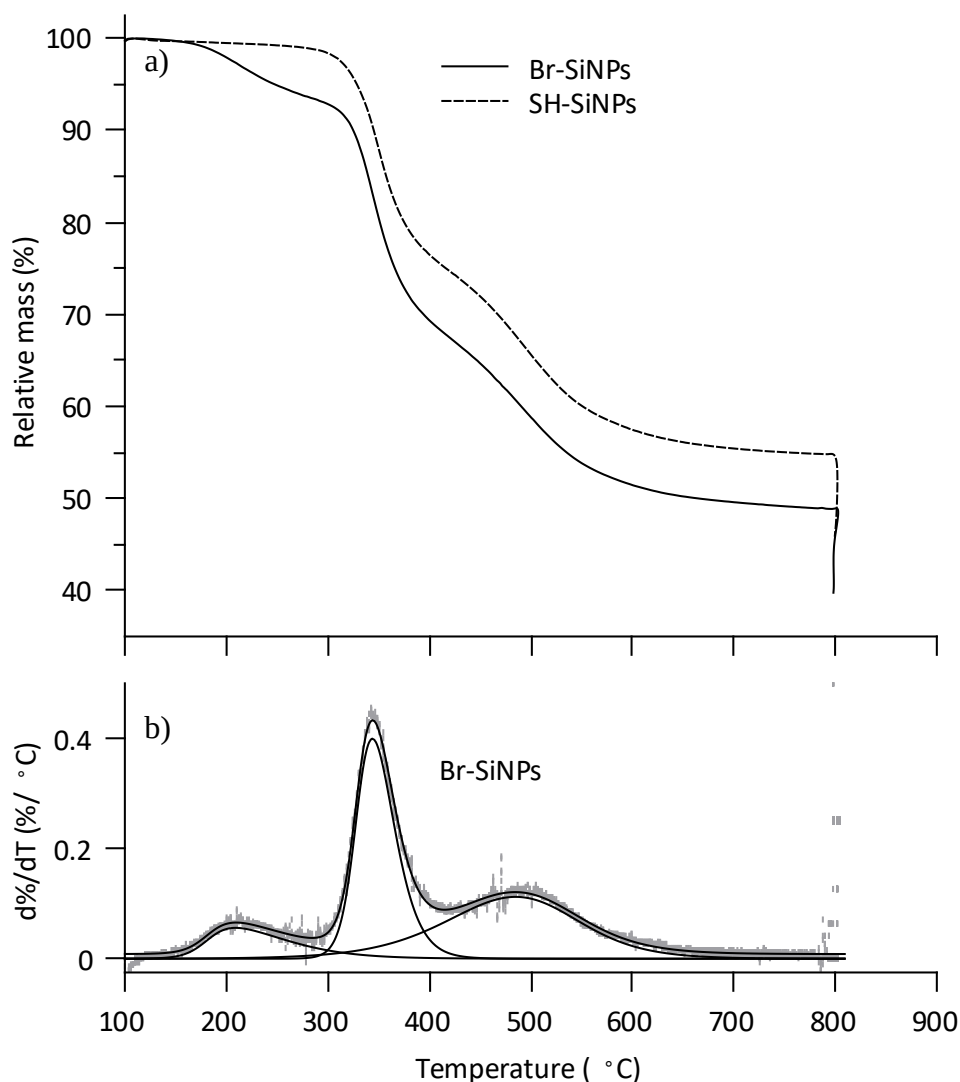 a)
Br-SiNPs
SH-SiNPs
Relative mass (%)
100
90
80
70
60
50
40
b)
Br-SiNPs
d%/dT (%/ °C)
0.4
0.2
0
100 200 300 400 500 600 700 800 900
Temperature ( °C)